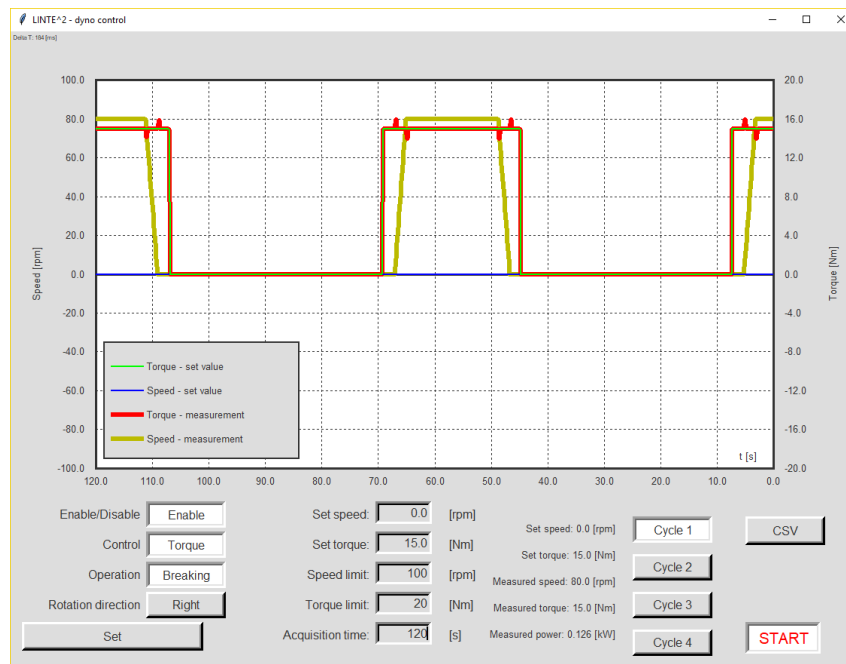 LINTE^2 - dyno control
Delta T: 184 [ms]
100.0 20.0
80.0 16.0
60.0 12.0
40.0 8.0
20.0 4.0
0.0 0.0
-20.0 -4.0
-40.0 -8.0
-60.0 -12.0
-80.0 -16.0
-100.0 -20.0
Speed [rpm]
Torque [Nm]
Torque - set value
Speed - set value
Torque - measurement
Speed - measurement
t [s]
120.0 110.0 100.0 90.0 80.0 70.0 60.0 50.0 40.0 30.0 20.0 10.0 0.0
Enable/Disable Enable
Control Torque
Operation Breaking
Rotation direction Right
Set
Set speed: 0.0 [rpm]
Set torque: 15.0 [Nm]
Speed limit: 100 [rpm]
Torque limit: 20 [Nm]
Acquisition time: 120 [s]
Set speed: 0.0 [rpm]
Set torque: 15.0 [Nm]
Measured speed: 80.0 [rpm]
Measured torque: 15.0 [Nm]
Measured power: 0.126 [kW]
Cycle 1
Cycle 2
Cycle 3
Cycle 4
CSV
START